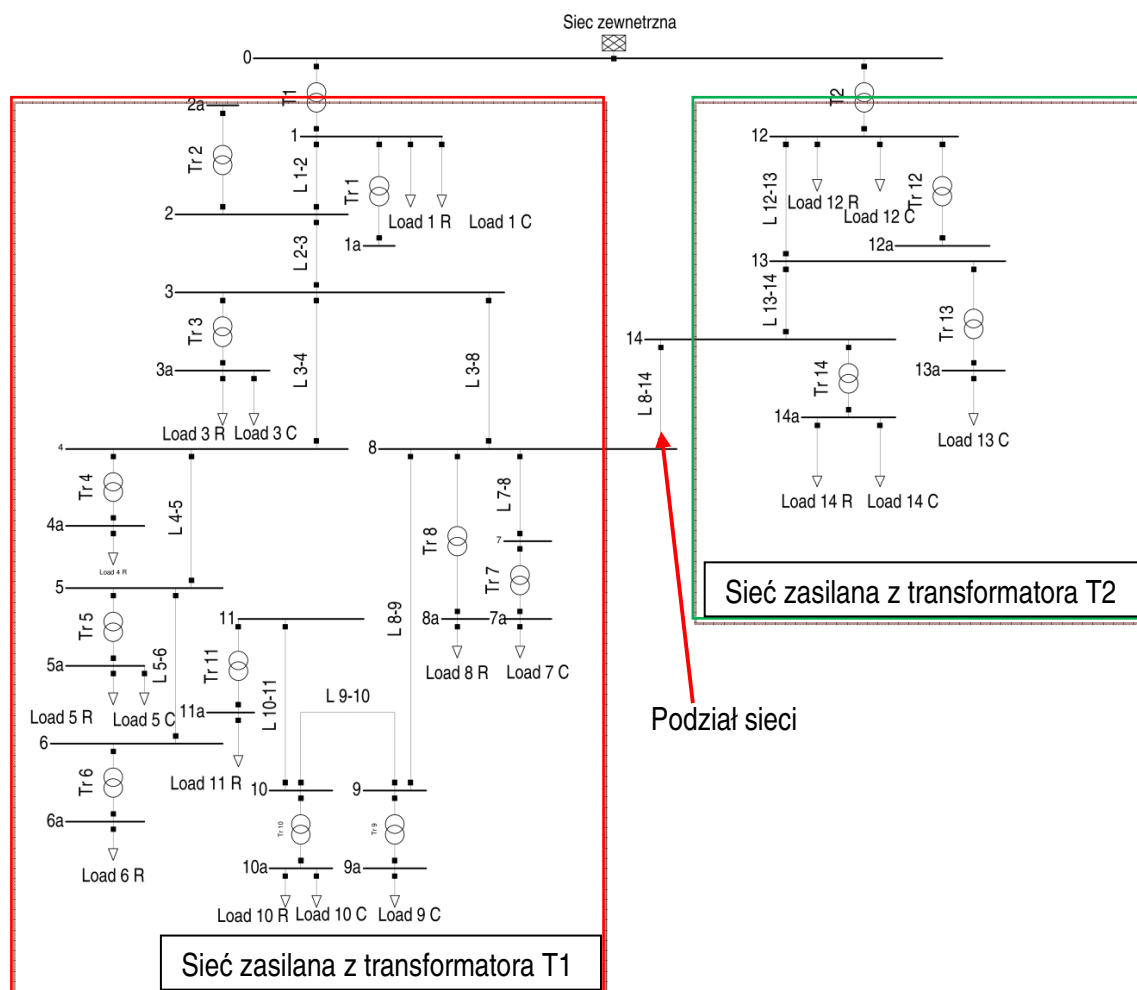 Siec zewnetrzna
0
T1
T2
2a
1
12
Tr 2
L 1-2
Tr 1
L 12-13
Load 12 R
Load 12 C
Tr 12
2
Load 1 R
Load 1 C
L 2-3
1a
12a
13
3
L 13-14
Tr 3
L 3-4
L 3-8
14
Tr 13
3a
L 8-14
Tr 14
13a
Load 3 R
Load 3 C
14a
Load 13 C
4
8
Tr 4
L 4-5
L 7-8
Load 14 R
Load 14 C
4a
Tr 8
7
Load 4 R
Tr 7
5
Sieć zasilana z transformatora T2
Tr 5
11
L 8-9
8a
7a
5a
L 5-6
Tr 11
Load 8 R
Load 7 C
L 10-11
L 9-10
Load 5 R
Load 5 C
11a
Podział sieci
6
Tr 6
Load 11 R
10
9
6a
Tr 10
Tr 9
Load 6 R
10a
9a
Load 10 R
Load 10 C
Load 9 C
Sieć zasilana z transformatora T1